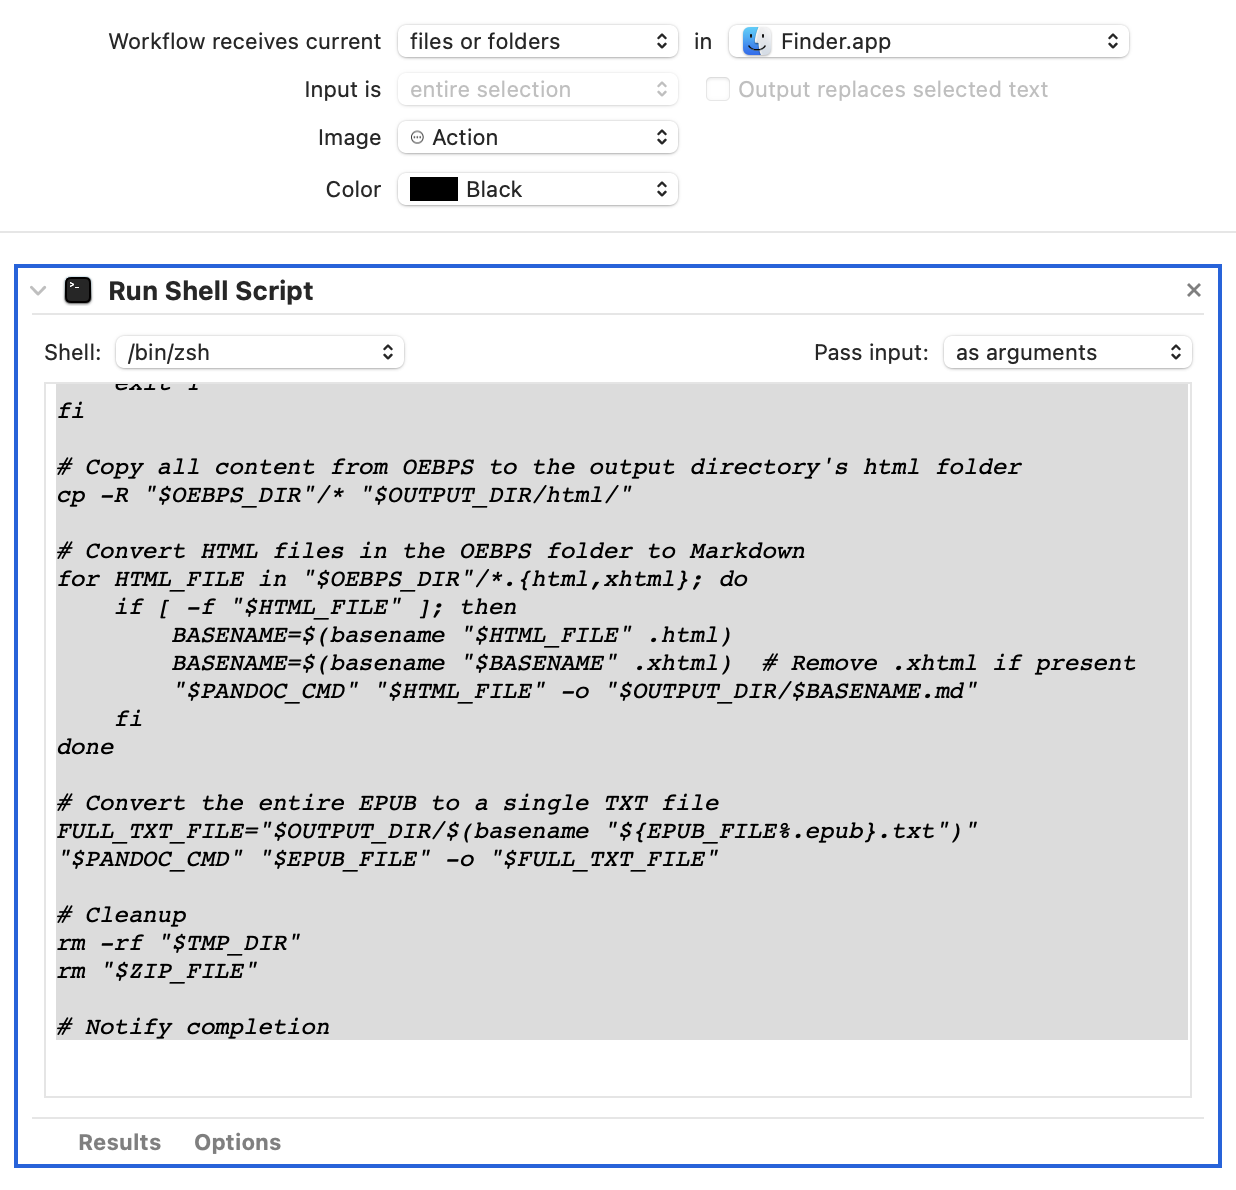 Workflow receives current files or folders in Finder.app
Input is entire selection Output replaces selected text
Image Action
Color Black
Run Shell Script
Shell: /bin/zsh Pass input: as arguments
exit 1
fi
# Copy all content from OEBPS to the output directory's html folder
cp -R "$OEBPS_DIR"/* "$OUTPUT_DIR/html/"
# Convert HTML files in the OEBPS folder to Markdown
for HTML_FILE in "$OEBPS_DIR"/*.{html,xhtml}; do
    if [ -f "$HTML_FILE" ]; then
        BASENAME=$(basename "$HTML_FILE" .html)
        BASENAME=$(basename "$BASENAME" .xhtml)  # Remove .xhtml if present
        "$PANDOC_CMD" "$HTML_FILE" -o "$OUTPUT_DIR/$BASENAME.md"
    fi
done
# Convert the entire EPUB to a single TXT file
FULL_TXT_FILE="$OUTPUT_DIR/$(basename "${EPUB_FILE%.epub}.txt")"
"$PANDOC_CMD" "$EPUB_FILE" -o "$FULL_TXT_FILE"
# Cleanup
rm -rf "$TMP_DIR"
rm "$ZIP_FILE"
# Notify completion
Results Options